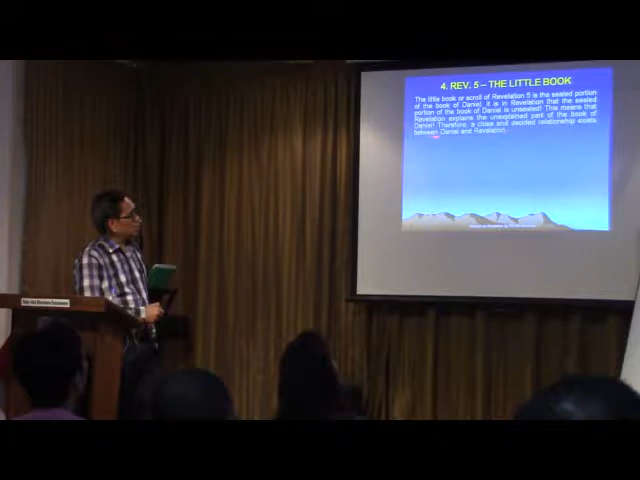 4. REV. 5 – THE LITTLE BOOK
The little book or scroll of Revelation 5 is the sealed portion
of the book of Daniel. It is in Revelation that the sealed
portion of the book of Daniel is unsealed! This means that
Revelation explains the unexplained part of the book of
Daniel! Therefore, a close and decided relationship exists
between Daniel and Revelation.